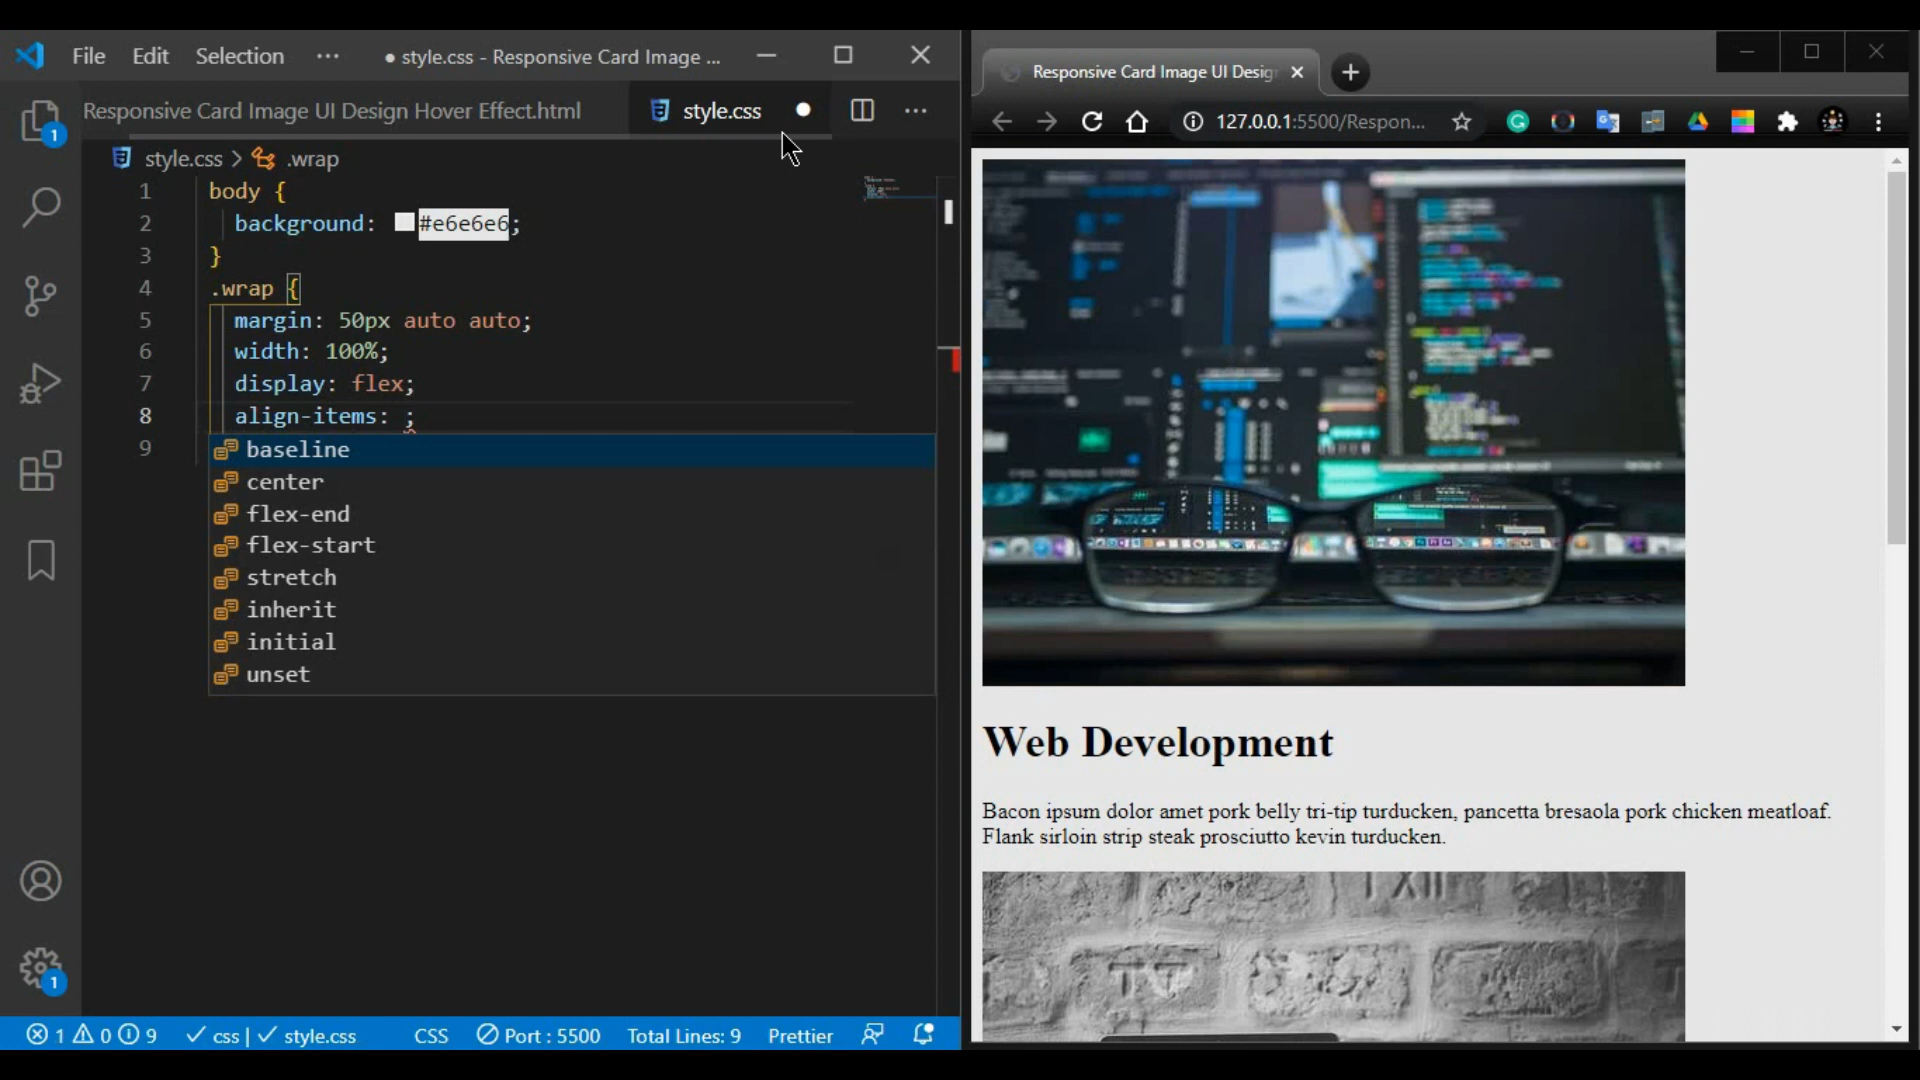 File Edit Selection ··· ● style.css - Responsive Card Image ...
Responsive Card Image UI Design Hover Effect.html style.css ● ···
style.css > .wrap
1 body {
2 background: #e6e6e6;
3 }
4 .wrap {
5 margin: 50px auto auto;
6 width: 100%;
7 display: flex;
8 align-items: ;
9
baseline
center
flex-end
flex-start
stretch
inherit
initial
unset
1
1
1 0 9 ✓ css | ✓ style.css CSS Port : 5500 Total Lines: 9 Prettier
Responsive Card Image UI Desig
127.0.0.1:5500/Respon...
Web Development
Bacon ipsum dolor amet pork belly tri-tip turducken, pancetta bresaola pork chicken meatloaf.
Flank sirloin strip steak prosciutto kevin turducken.